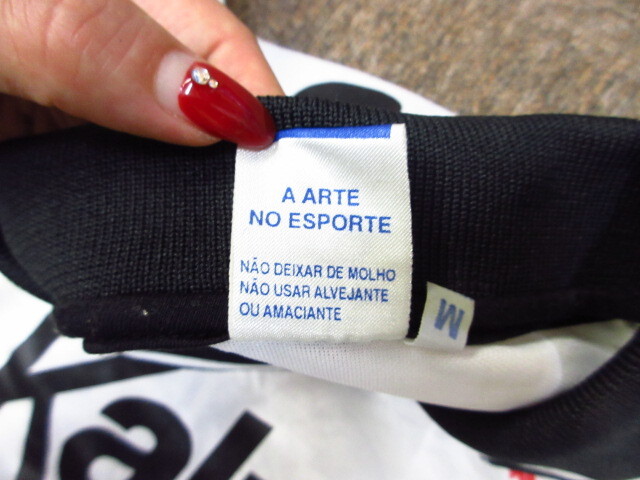 A ARTE
NO ESPORTE
NÃO DEIXAR DE MOLHO
NÃO USAR ALVEJANTE
OU AMACIANTE
M